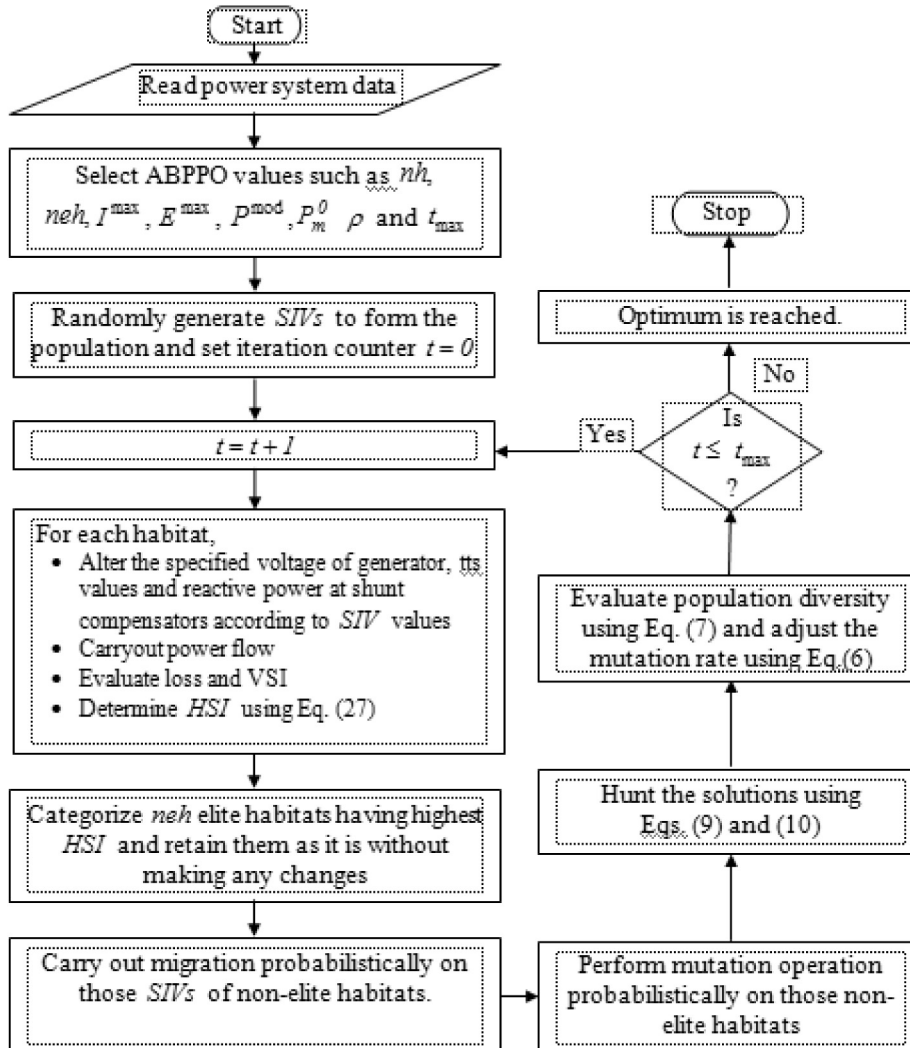 Start
Read power system data
Select ABPPO values such as nh,
neh, I^max, E^max, P^mod, P_m^0 ρ and t_max
Randomly generate SIVs to form the
population and set iteration counter t = 0
t = t + 1
For each habitat,
• Alter the specified voltage of generator, tts
values and reactive power at shunt
compensators according to SIV values
• Carryout power flow
• Evaluate loss and VSI
• Determine HSI using Eq. (27)
Categorize neh elite habitats having highest
HSI and retain them as it is without
making any changes
Carry out migration probabilistically on
those SIVs of non-elite habitats.
Perform mutation operation
probabilistically on those non-
elite habitats
Hunt the solutions using
Eqs. (9) and (10)
Evaluate population diversity
using Eq. (7) and adjust the
mutation rate using Eq.(6)
Is
t ≤ t_max
?
Yes
No
Optimum is reached.
Stop